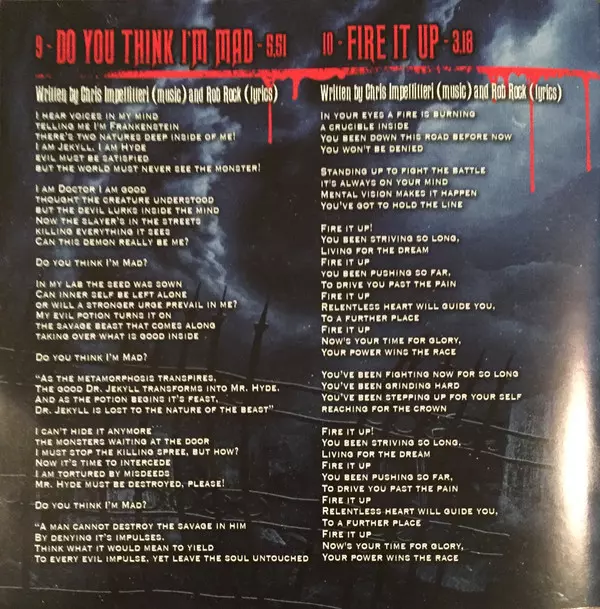 9 - DO YOU THINK I'M MAD - 5.51
Written by Chris Impellitteri (music) and Rob Rock (lyrics)
I HEAR VOICES IN MY MIND
TELLING ME I'M FRANKENSTEIN
THERE'S TWO NATURES DEEP INSIDE OF ME!
I AM JEKYLL, I AM HYDE
EVIL MUST BE SATISFIED
BUT THE WORLD MUST NEVER SEE THE MONSTER!
I AM DOCTOR I AM GOOD
THOUGHT THE CREATURE UNDERSTOOD
BUT THE DEVIL LURKS INSIDE THE MIND
NOW THE SLAYER'S IN THE STREETS
KILLING EVERYTHING IT SEES
CAN THIS DEMON REALLY BE ME?
DO YOU THINK I'M MAD?
IN MY LAB THE SEED WAS SOWN
CAN INNER SELF BE LEFT ALONE
OR WILL A STRONGER URGE PREVAIL IN ME?
MY EVIL POTION TURNS IT ON
THE SAVAGE BEAST THAT COMES ALONG
TAKING OVER WHAT IS GOOD INSIDE
DO YOU THINK I'M MAD?
"AS THE METAMORPHOSIS TRANSPIRES,
THE GOOD DR. JEKYLL TRANSFORMS INTO MR. HYDE.
AND AS THE POTION BEGINS IT'S FEAST,
DR. JEKYLL IS LOST TO THE NATURE OF THE BEAST"
I CAN'T HIDE IT ANYMORE
THE MONSTERS WAITING AT THE DOOR
I MUST STOP THE KILLING SPREE, BUT HOW?
NOW IT'S TIME TO INTERCEDE
I AM TORTURED BY MISDEEDS
MR. HYDE MUST BE DESTROYED, PLEASE!
DO YOU THINK I'M MAD?
"A MAN CANNOT DESTROY THE SAVAGE IN HIM
BY DENYING IT'S IMPULSES.
THINK WHAT IT WOULD MEAN TO YIELD
TO EVERY EVIL IMPULSE, YET LEAVE THE SOUL UNTOUCHED
10 - FIRE IT UP - 3.18
Written by Chris Impellitteri (music) and Rob Rock (lyrics)
IN YOUR EYES A FIRE IS BURNING
A CRUCIBLE INSIDE
YOU BEEN DOWN THIS ROAD BEFORE NOW
YOU WON'T BE DENIED
STANDING UP TO FIGHT THE BATTLE
IT'S ALWAYS ON YOUR MIND
MENTAL VISION MAKES IT HAPPEN
YOU'VE GOT TO HOLD THE LINE
FIRE IT UP!
YOU BEEN STRIVING SO LONG,
LIVING FOR THE DREAM
FIRE IT UP
YOU BEEN PUSHING SO FAR,
TO DRIVE YOU PAST THE PAIN
FIRE IT UP
RELENTLESS HEART WILL GUIDE YOU,
TO A FURTHER PLACE
FIRE IT UP
NOW'S YOUR TIME FOR GLORY,
YOUR POWER WINS THE RACE
YOU'VE BEEN FIGHTING NOW FOR SO LONG
YOU'VE BEEN GRINDING HARD
YOU'VE BEEN STEPPING UP FOR YOUR SELF
REACHING FOR THE CROWN
FIRE IT UP!
YOU BEEN STRIVING SO LONG,
LIVING FOR THE DREAM
FIRE IT UP
YOU BEEN PUSHING SO FAR,
TO DRIVE YOU PAST THE PAIN
FIRE IT UP
RELENTLESS HEART WILL GUIDE YOU,
TO A FURTHER PLACE
FIRE IT UP
NOW'S YOUR TIME FOR GLORY,
YOUR POWER WINS THE RACE